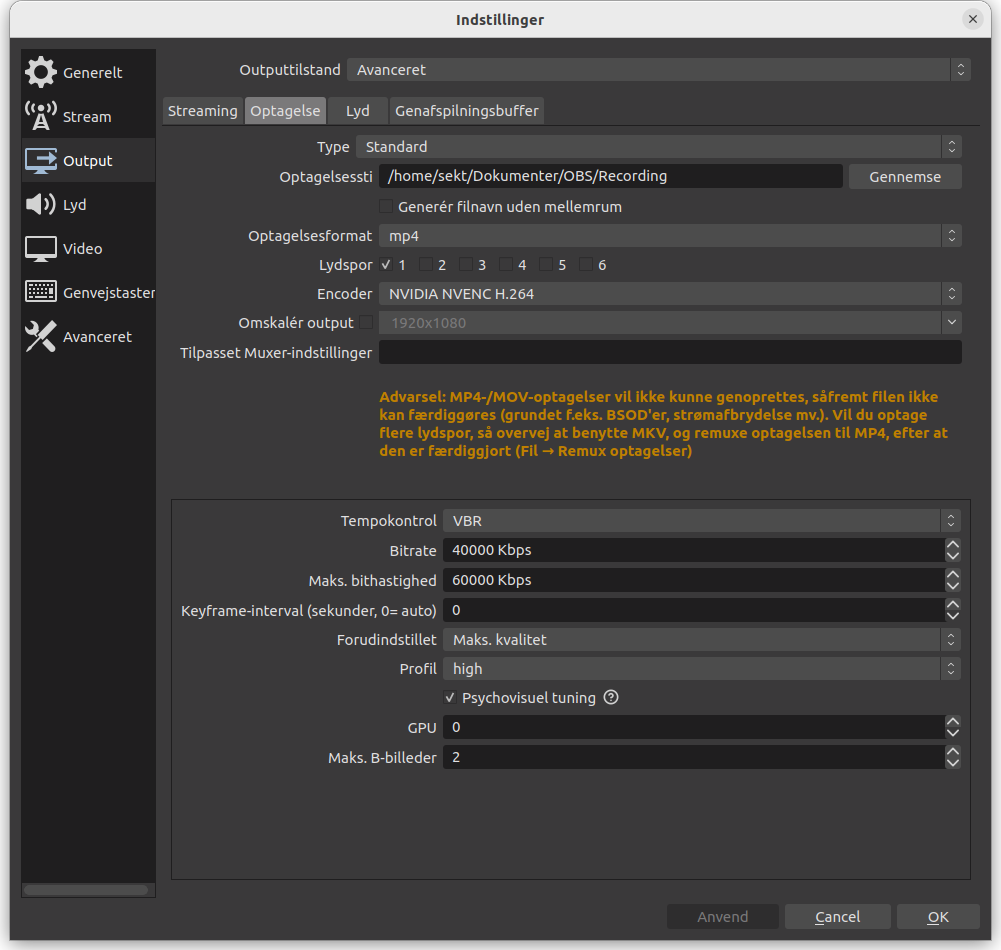 Indstillinger
Generelt
Stream
Output
Lyd
Video
Genvejstaster
Avanceret
Outputtilstand Avanceret
Streaming Optagelse Lyd Genafspilningsbuffer
Type Standard
Optagelsessti /home/sekt/Dokumenter/OBS/Recording Gennemse
Generér filnavn uden mellemrum
Optagelsesformat mp4
Lydspor 1 2 3 4 5 6
Encoder NVIDIA NVENC H.264
Omskalér output 1920x1080
Tilpasset Muxer-indstillinger
Advarsel: MP4-/MOV-optagelser vil ikke kunne genoprettes, såfremt filen ikke
kan færdiggøres (grundet f.eks. BSOD'er, strømafbrydelse mv.). Vil du optage
flere lydspor, så overvej at benytte MKV, og remuxe optagelsen til MP4, efter at
den er færdiggjort (Fil → Remux optagelser)
Tempokontrol VBR
Bitrate 40000 Kbps
Maks. bithastighed 60000 Kbps
Keyframe-interval (sekunder, 0= auto) 0
Forudindstillet Maks. kvalitet
Profil high
Psychovisuel tuning ?
GPU 0
Maks. B-billeder 2
Anvend Cancel OK